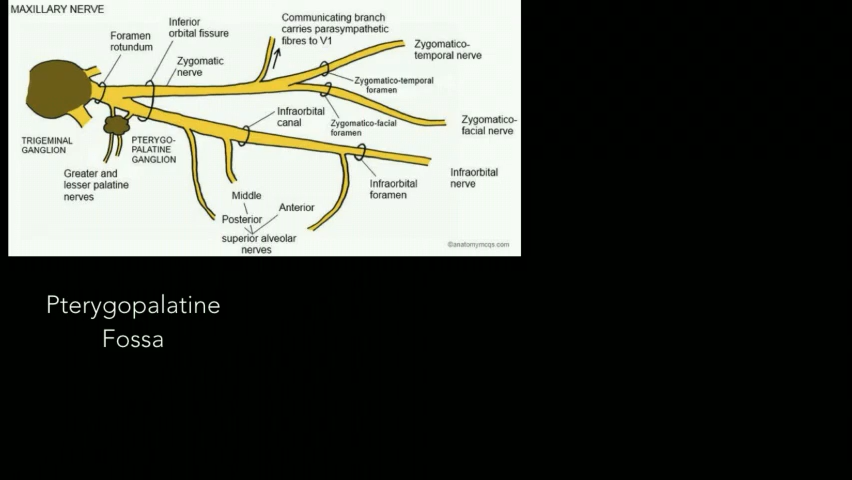 MAXILLARY NERVE
Foramen
rotundum
Inferior
orbital fissure
Zygomatic
nerve
Communicating branch
carries parasympathetic
fibres to V1
Zygomatico-
temporal nerve
Zygomatico-temporal
foramen
Zygomatico-facial
foramen
Zygomatico-
facial nerve
Infraorbital
canal
TRIGEMINAL
GANGLION
PTERYGO-
PALATINE
GANGLION
Greater and
lesser palatine
nerves
Middle
Posterior
Anterior
superior alveolar
nerves
Infraorbital
foramen
Infraorbital
nerve
©anatomymcqs.com
Pterygopalatine
Fossa